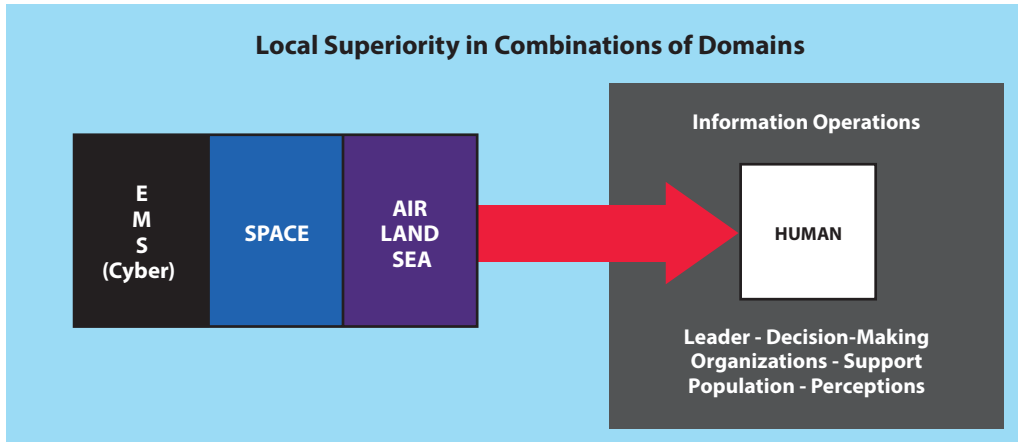 Local Superiority in Combinations of Domains
E
M
S
(Cyber)
SPACE
AIR
LAND
SEA
Information Operations
HUMAN
Leader - Decision-Making
Organizations - Support
Population - Perceptions